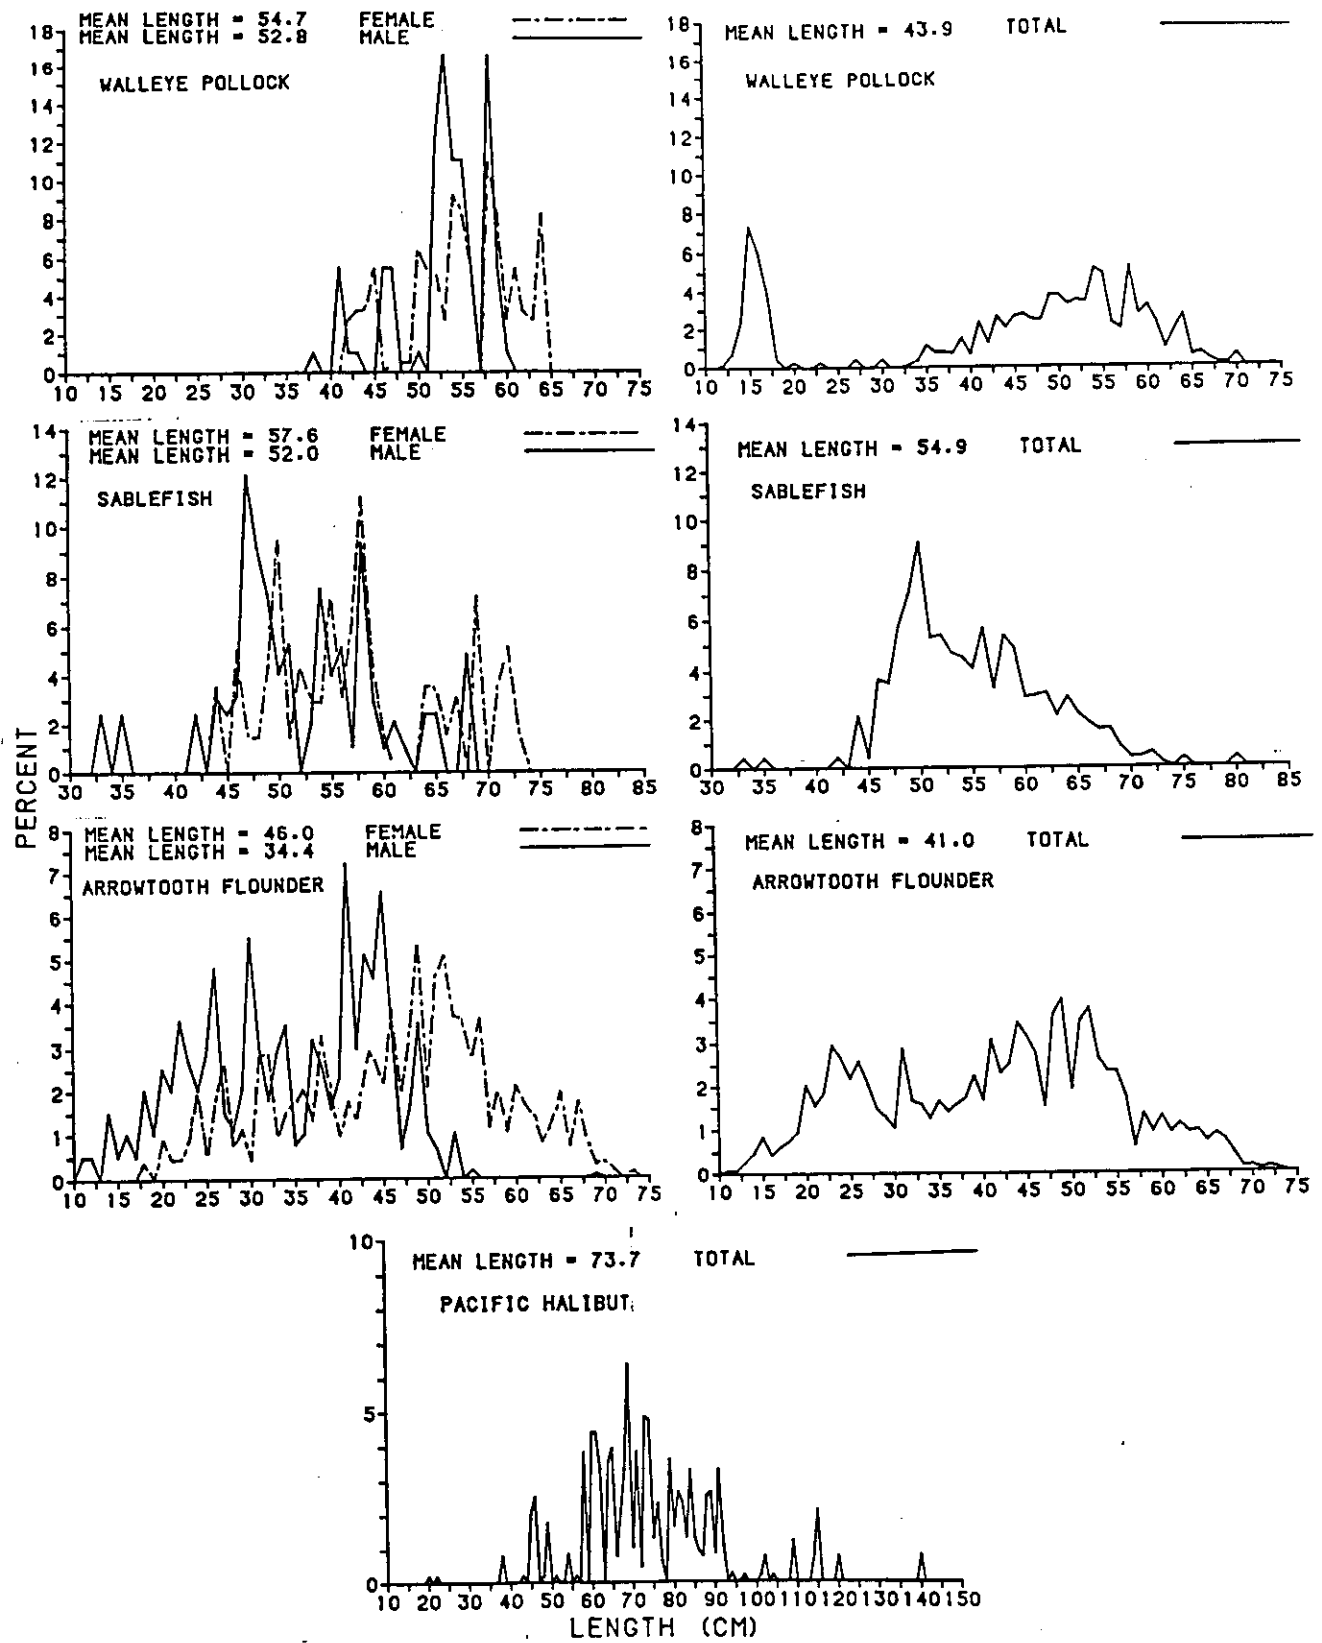 MEAN LENGTH = 54.7 FEMALE
MEAN LENGTH = 52.8 MALE
WALLEYE POLLOCK
18
16
14
12
10
8
6
4
2
0
10 15 20 25 30 35 40 45 50 55 60 65 70 75
MEAN LENGTH = 43.9 TOTAL
WALLEYE POLLOCK
18
16
14
12
10
8
6
4
2
0
10 15 20 25 30 35 40 45 50 55 60 65 70 75
MEAN LENGTH = 57.6 FEMALE
MEAN LENGTH = 52.0 MALE
SABLEFISH
14
12
10
8
6
4
2
0
30 35 40 45 50 55 60 65 70 75 80 85
MEAN LENGTH = 54.9 TOTAL
SABLEFISH
14
12
10
8
6
4
2
0
30 35 40 45 50 55 60 65 70 75 80 85
PERCENT
MEAN LENGTH = 46.0 FEMALE
MEAN LENGTH = 34.4 MALE
ARROWTOOTH FLOUNDER
8
7
6
5
4
3
2
1
0
10 15 20 25 30 35 40 45 50 55 60 65 70 75
MEAN LENGTH = 41.0 TOTAL
ARROWTOOTH FLOUNDER
8
7
6
5
4
3
2
1
0
10 15 20 25 30 35 40 45 50 55 60 65 70 75
MEAN LENGTH = 73.7 TOTAL
PACIFIC HALIBUT
10
5
0
10 20 30 40 50 60 70 80 90 100 110 120 130 140 150
LENGTH (CM)